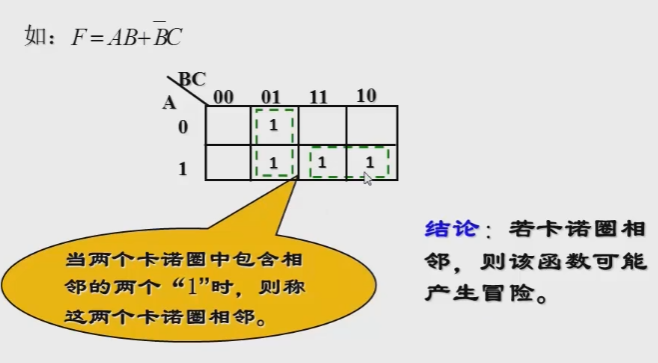 如：F=AB+B̅C
BC
A 00 01 11 10
0 1
1 1 1 1
当两个卡诺圈中包含相
邻的两个“1”时，则称
这两个卡诺圈相邻。
结论：若卡诺圈相
邻，则该函数可能
产生冒险。